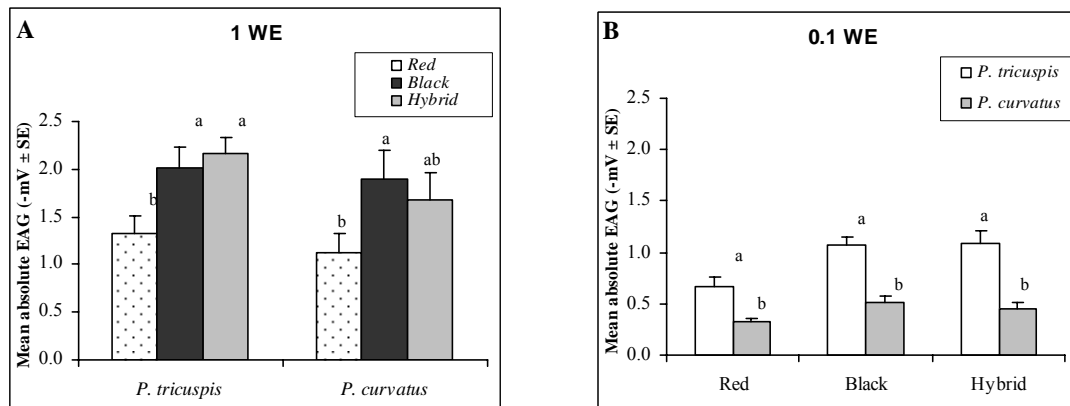 A
1 WE
Red
Black
Hybrid
Mean absolute EAG (-mV ± SE)
2.5
2.0
1.5
1.0
0.5
0.0
b
a
a
b
a
ab
P. tricuspis
P. curvatus
B
0.1 WE
P. tricuspis
P. curvatus
Mean absolute EAG (-mV ± SE)
2.5
2.0
1.5
1.0
0.5
0.0
a
b
a
b
a
b
Red
Black
Hybrid